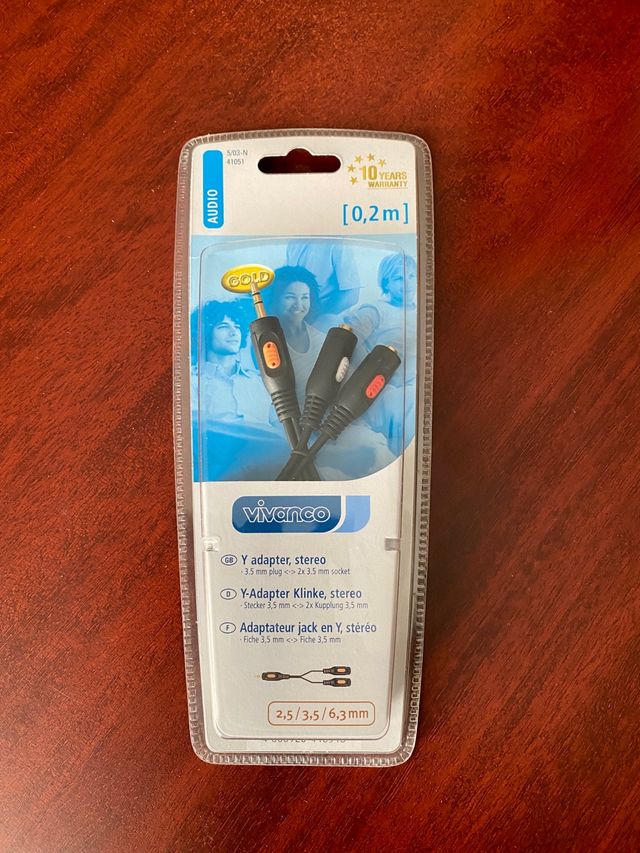 5/03-N
41051
AUDIO
10 YEARS
WARRANTY
[0,2m]
GOLD
vivanco
GB Y adapter, stereo
· 3.5 mm plug <-> 2x 3.5 mm socket
D Y-Adapter Klinke, stereo
· Stecker 3,5 mm <-> 2x Kupplung 3,5 mm
F Adaptateur jack en Y, stéréo
· Fiche 3,5 mm <-> Fiche 3,5 mm
2,5/3,5/6,3mm